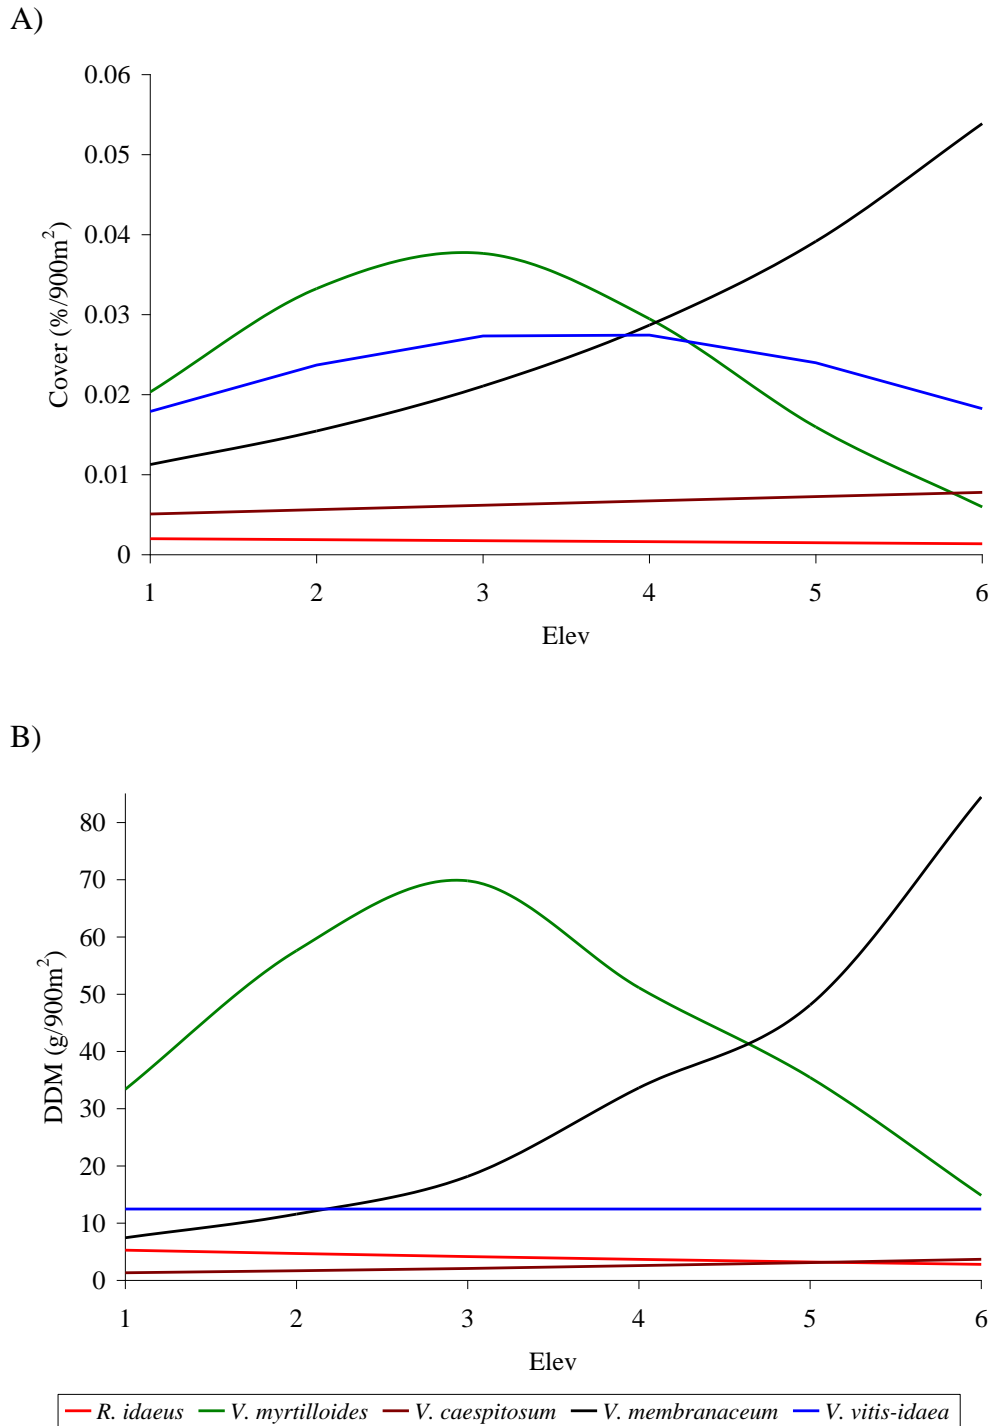 A)
0.06
0.05
0.04
0.03
0.02
0.01
0
Cover (%/900m²)
1 2 3 4 5 6
Elev
B)
80
70
60
50
40
30
20
10
0
DDM (g/900m²)
1 2 3 4 5 6
Elev
R. idaeus V. myrtilloides V. caespitosum V. membranaceum V. vitis-idaea